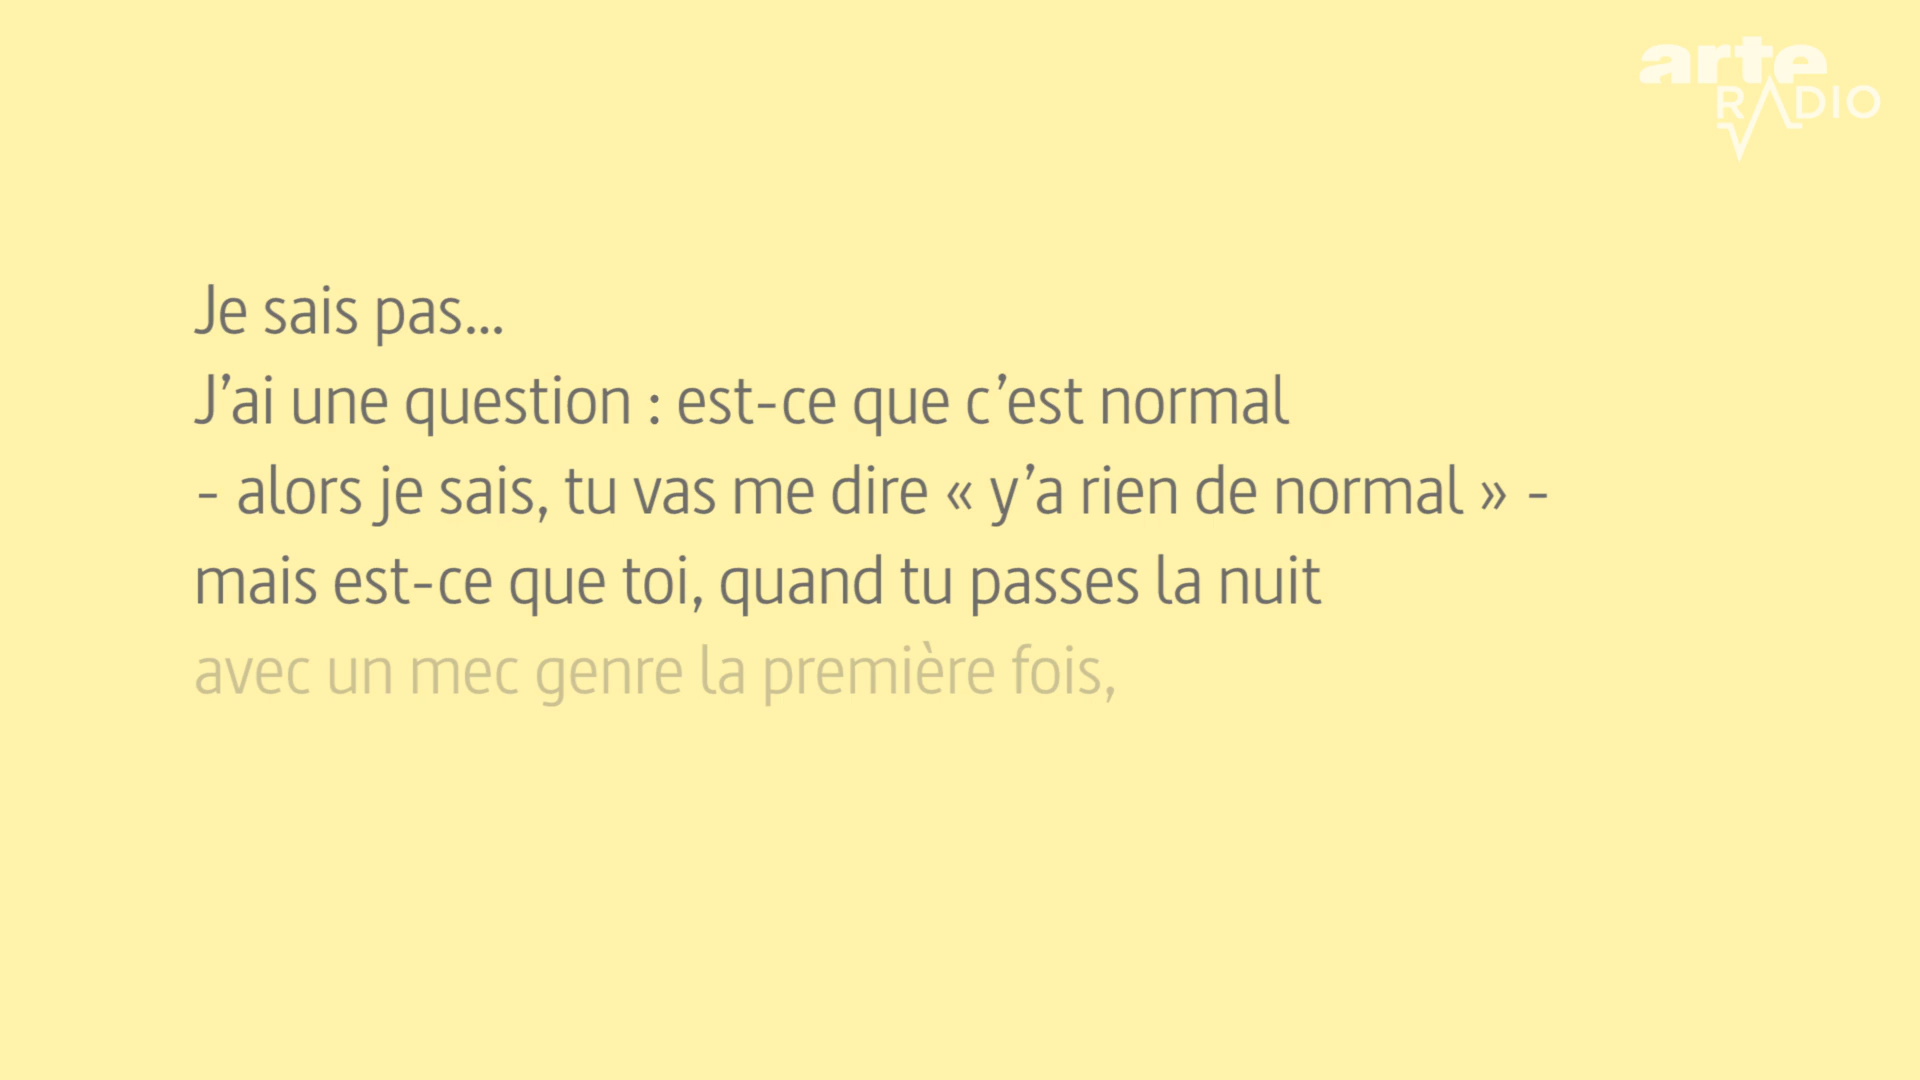 arte
RADIO
Je sais pas...
J’ai une question : est-ce que c’est normal
- alors je sais, tu vas me dire « y’a rien de normal » -
mais est-ce que toi, quand tu passes la nuit
avec un mec genre la première fois,